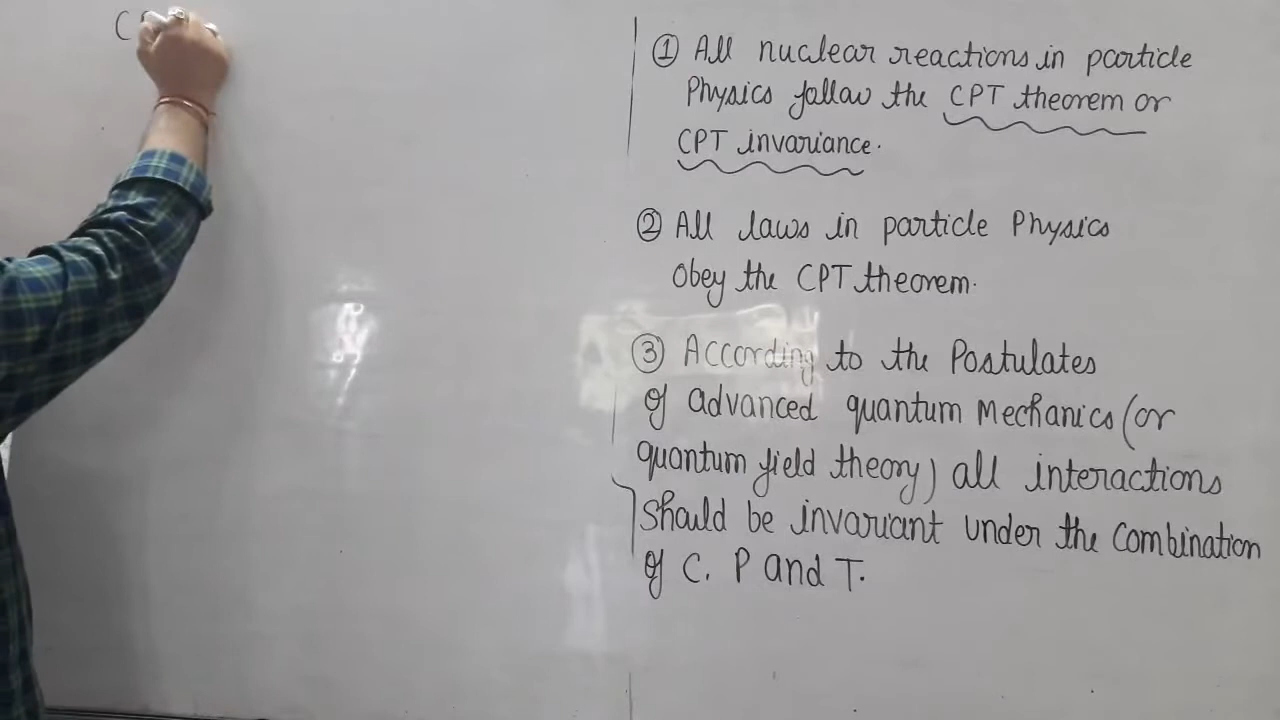 C
① All nuclear reactions in particle
Physics follow the CPT theorem or
CPT invariance.
② All laws in particle Physics
obey the CPT theorem.
③ According to the Postulates
of advanced quantum Mechanics (or
quantum field theory) all interactions
should be invariant under the combination
of C. P and T.